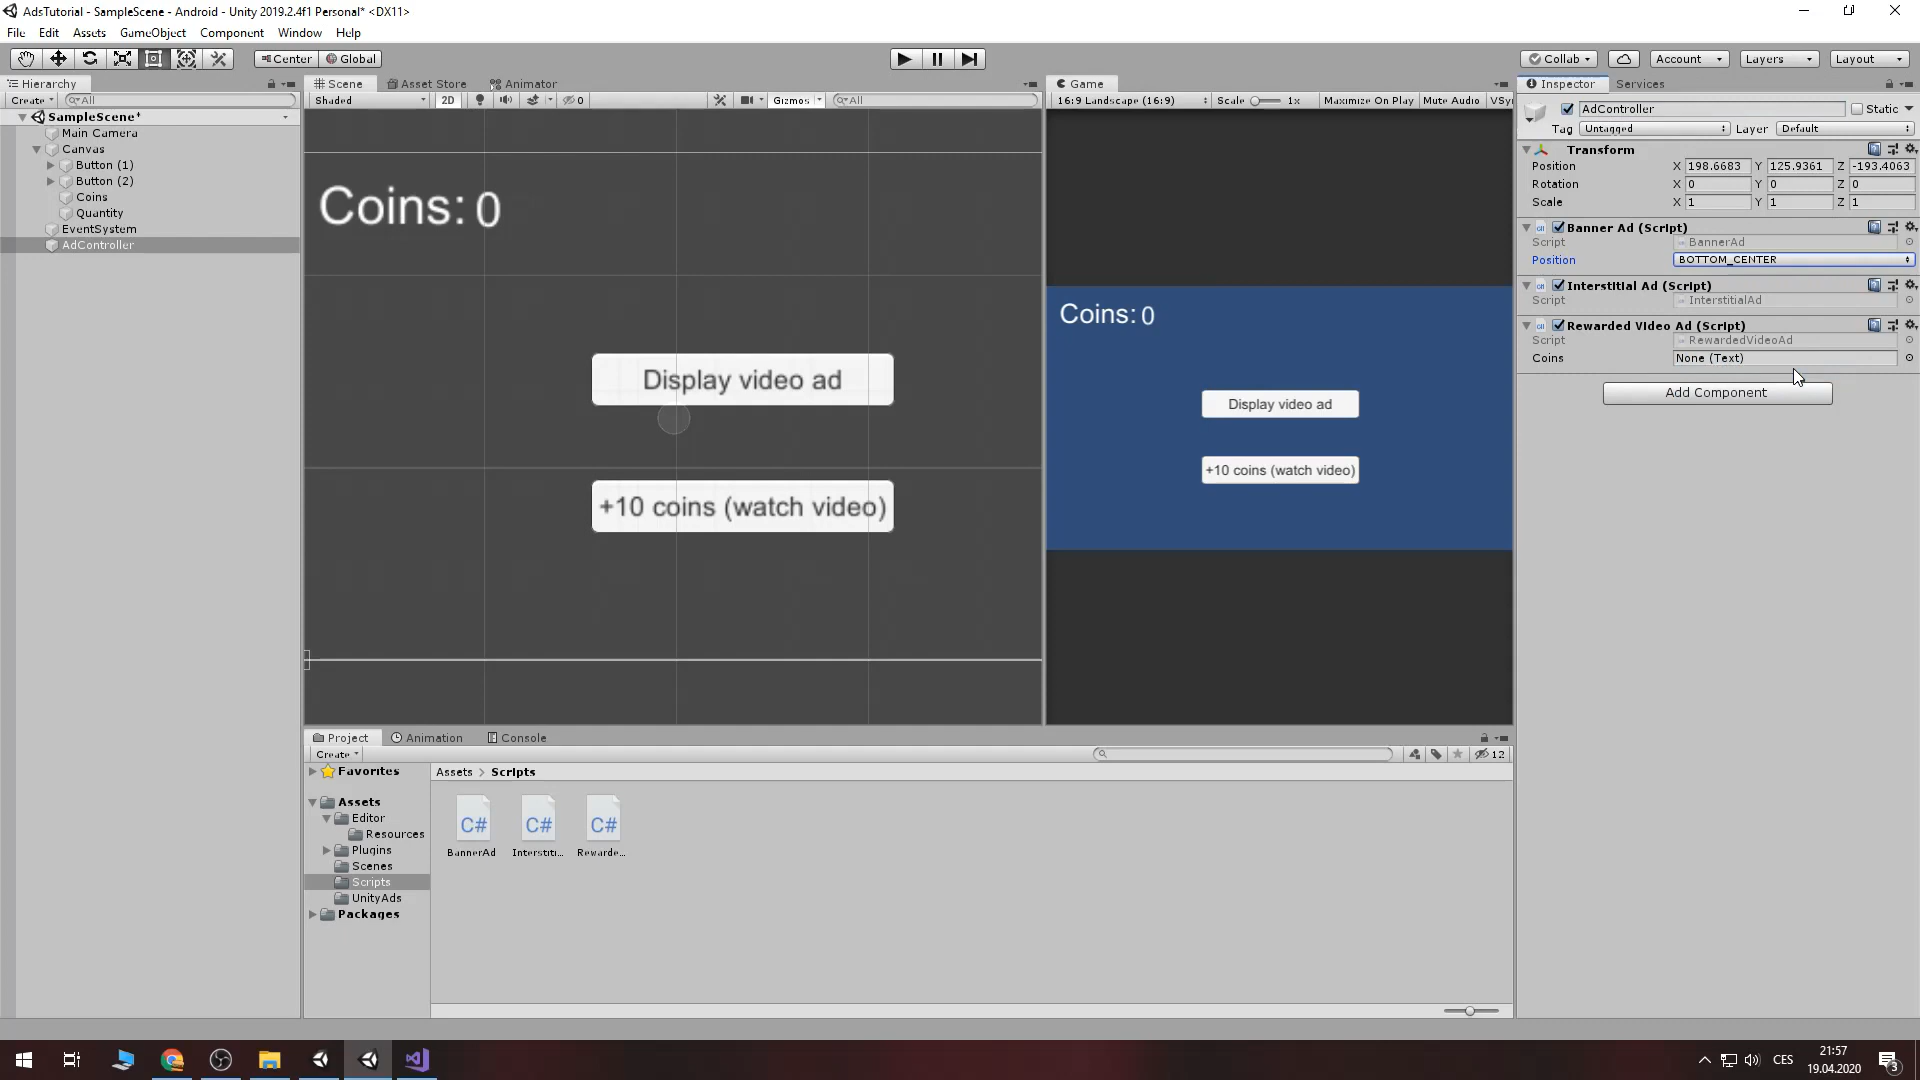 AdsTutorial - SampleScene - Android - Unity 2019.2.4f1 Personal* <DX11>
File Edit Assets GameObject Component Window Help
Center Global Collab Account Layers Layout
Hierarchy Scene Asset Store Animator Game Inspector Services
Create All Shaded 2D 0 Gizmos All 16:9 Landscape (16:9) Scale 1x Maximize On Play Mute Audio VSy
SampleScene*
Main Camera
Canvas
Button (1)
Button (2)
Coins
Quantity
EventSystem
AdController
Coins: 0
Display video ad
+10 coins (watch video)
Coins: 0
Display video ad
+10 coins (watch video)
AdController Static
Tag Untagged Layer Default
Transform
Position X 198.6683 Y 125.9361 Z -193.4063
Rotation X 0 Y 0 Z 0
Scale X 1 Y 1 Z 1
Banner Ad (Script)
Script BannerAd
Position BOTTOM_CENTER
Interstitial Ad (Script)
Script InterstitialAd
Rewarded Video Ad (Script)
Script RewardedVideoAd
Coins None (Text)
Add Component
Project Animation Console
Create 12
Favorites
Assets
Editor
Resources
Plugins
Scenes
Scripts
UnityAds
Packages
Assets > Scripts
C# C# C#
BannerAd Interstiti... Rewarde...
CES 21:57
19.04.2020 3